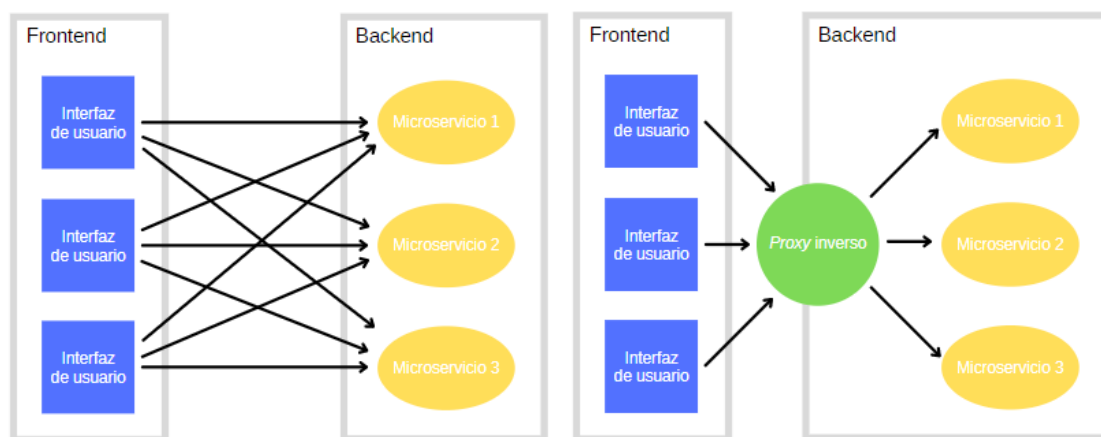 Frontend
Backend
Interfaz
de usuario
Microservicio 1
Interfaz
de usuario
Microservicio 2
Interfaz
de usuario
Microservicio 3
Frontend
Backend
Interfaz
de usuario
Microservicio 1
Interfaz
de usuario
Proxy inverso
Microservicio 2
Interfaz
de usuario
Microservicio 3